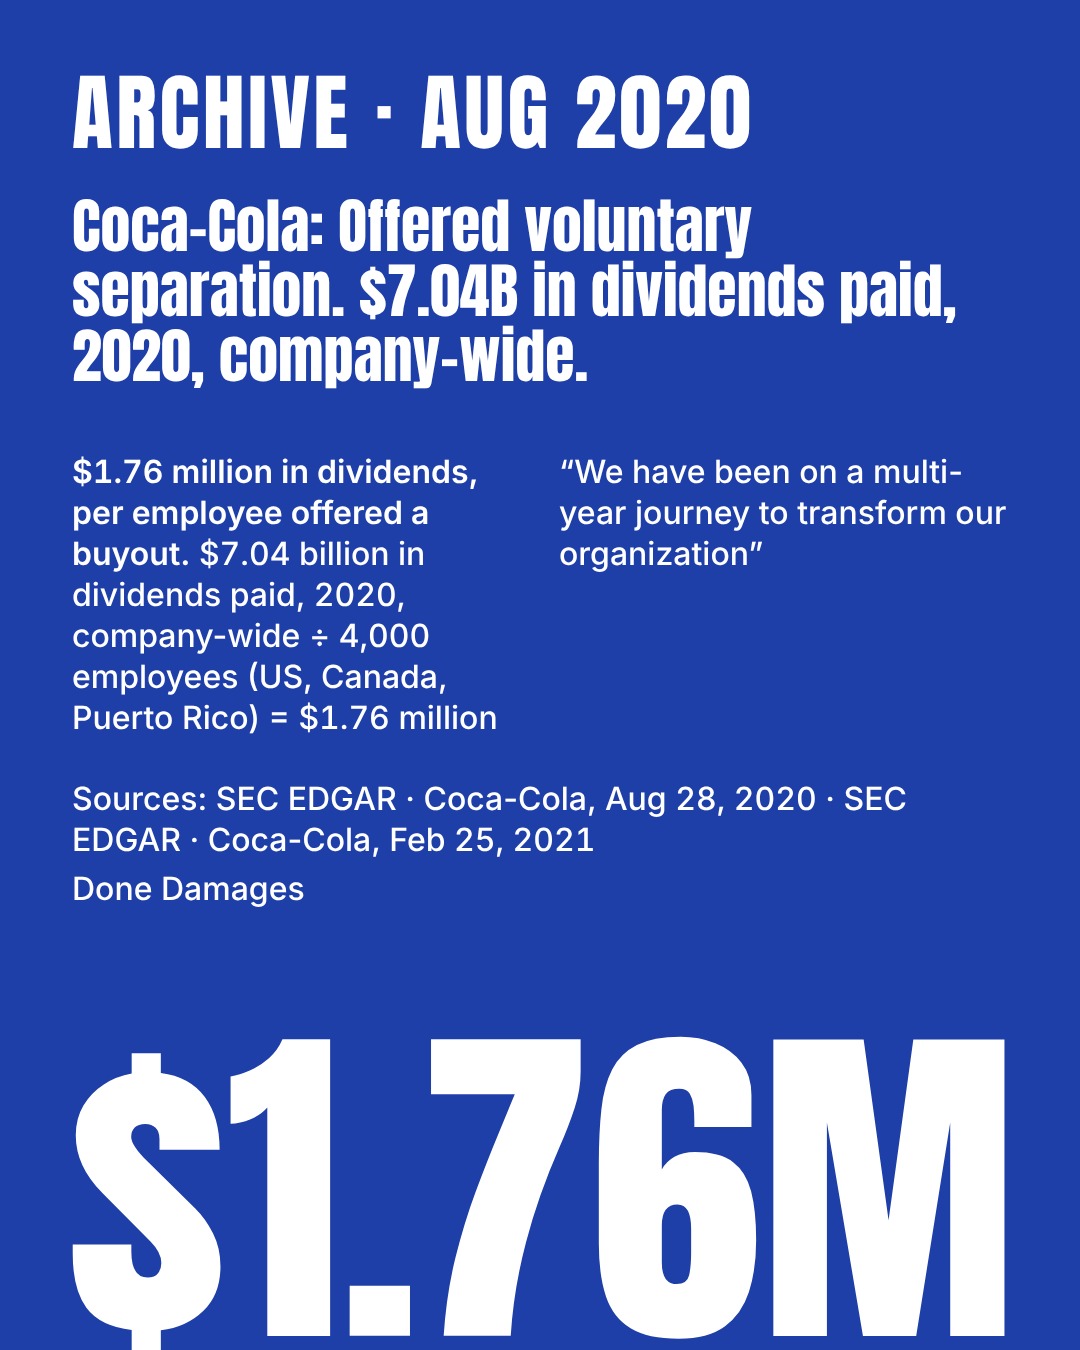 ARCHIVE · AUG 2020
Coca-Cola: Offered voluntary
separation. $7.04B in dividends paid,
2020, company-wide.
$1.76 million in dividends,
per employee offered a
buyout. $7.04 billion in
dividends paid, 2020,
company-wide ÷ 4,000
employees (US, Canada,
Puerto Rico) = $1.76 million
“We have been on a multi-
year journey to transform our
organization”
Sources: SEC EDGAR · Coca-Cola, Aug 28, 2020 · SEC
EDGAR · Coca-Cola, Feb 25, 2021
Done Damages
$1.76M